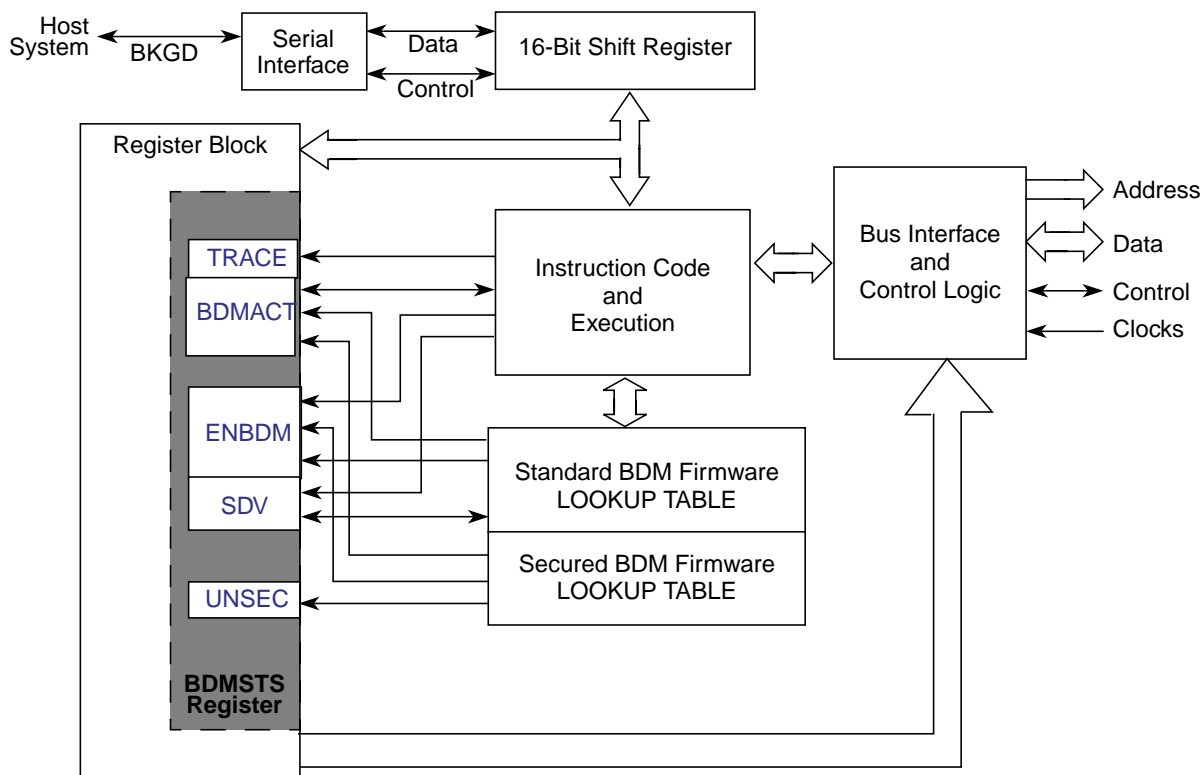 Host
System
BKGD
Serial
Interface
Data
Control
16-Bit Shift Register
Register Block
TRACE
BDMACT
ENBDM
SDV
UNSEC
BDMSTS
Register
Instruction Code
and
Execution
Standard BDM Firmware
LOOKUP TABLE
Secured BDM Firmware
LOOKUP TABLE
Bus Interface
and
Control Logic
Address
Data
Control
Clocks